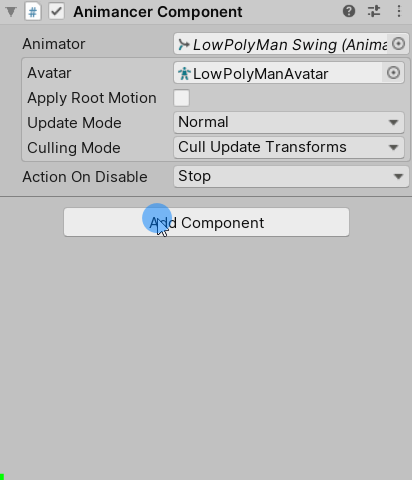 Animancer Component
Animator LowPolyMan Swing (Anima
Avatar LowPolyManAvatar
Apply Root Motion
Update Mode Normal
Culling Mode Cull Update Transforms
Action On Disable Stop
Add Component